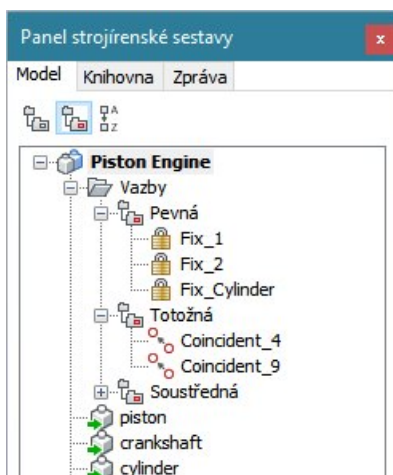 Panel strojírenské sestavy x
Model Knihovna Zpráva
A
Z
Piston Engine
Vazby
Pevná
Fix_1
Fix_2
Fix_Cylinder
Totožná
Coincident_4
Coincident_9
Soustředná
piston
crankshaft
cylinder